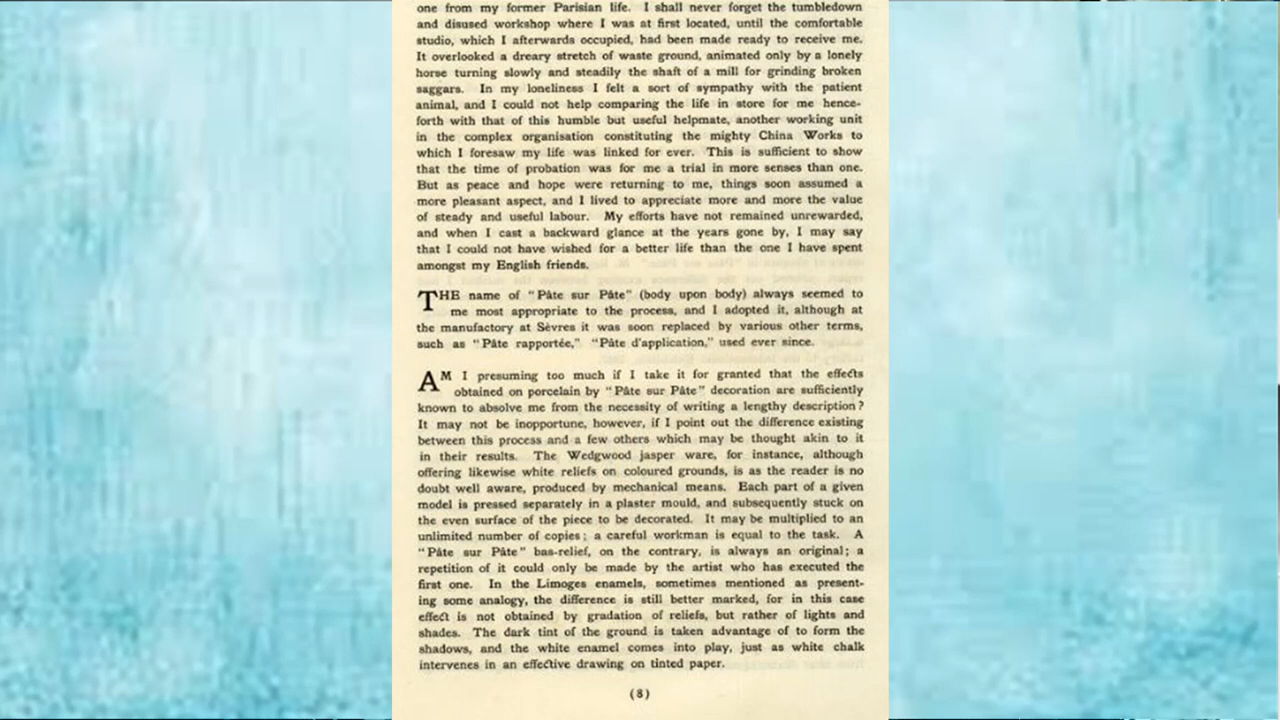 one from my former Parisian life. I shall never forget the tumbledown
and disused workshop where I was at first located, until the comfortable
studio, which I afterwards occupied, had been made ready to receive me.
It overlooked a dreary stretch of waste ground, animated only by a lonely
horse turning slowly and steadily the shaft of a mill for grinding broken
saggars. In my loneliness I felt a sort of sympathy with the patient
animal, and I could not help comparing the life in store for me hence-
forth with that of this humble but useful helpmate, another working unit
in the complex organisation constituting the mighty China Works to
which I foresaw my life was linked for ever. This is sufficient to show
that the time of probation was for me a trial in more senses than one.
But as peace and hope were returning to me, things soon assumed a
more pleasant aspect, and I lived to appreciate more and more the value
of steady and useful labour. My efforts have not remained unrewarded,
and when I cast a backward glance at the years gone by, I may say
that I could not have wished for a better life than the one I have spent
amongst my English friends.
THE name of "Pâte sur Pâte" (body upon body) always seemed to
me most appropriate to the process, and I adopted it, although at
the manufactory at Sèvres it was soon replaced by various other terms,
such as "Pâte rapportée," "Pâte d'application," used ever since.
AM I presuming too much if I take it for granted that the effects
obtained on porcelain by "Pâte sur Pâte" decoration are sufficiently
known to absolve me from the necessity of writing a lengthy description?
It may not be inopportune, however, if I point out the difference existing
between this process and a few others which may be thought akin to it
in their results. The Wedgwood jasper ware, for instance, although
offering likewise white reliefs on coloured grounds, is as the reader is no
doubt well aware, produced by mechanical means. Each part of a given
model is pressed separately in a plaster mould, and subsequently stuck on
the even surface of the piece to be decorated. It may be multiplied to an
unlimited number of copies; a careful workman is equal to the task. A
"Pâte sur Pâte" bas-relief, on the contrary, is always an original; a
repetition of it could only be made by the artist who has executed the
first one. In the Limoges enamels, sometimes mentioned as present-
ing some analogy, the difference is still better marked, for in this case
effect is not obtained by gradation of reliefs, but rather of lights and
shades. The dark tint of the ground is taken advantage of to form the
shadows, and the white enamel comes into play, just as white chalk
intervenes in an effective drawing on tinted paper.
(8)